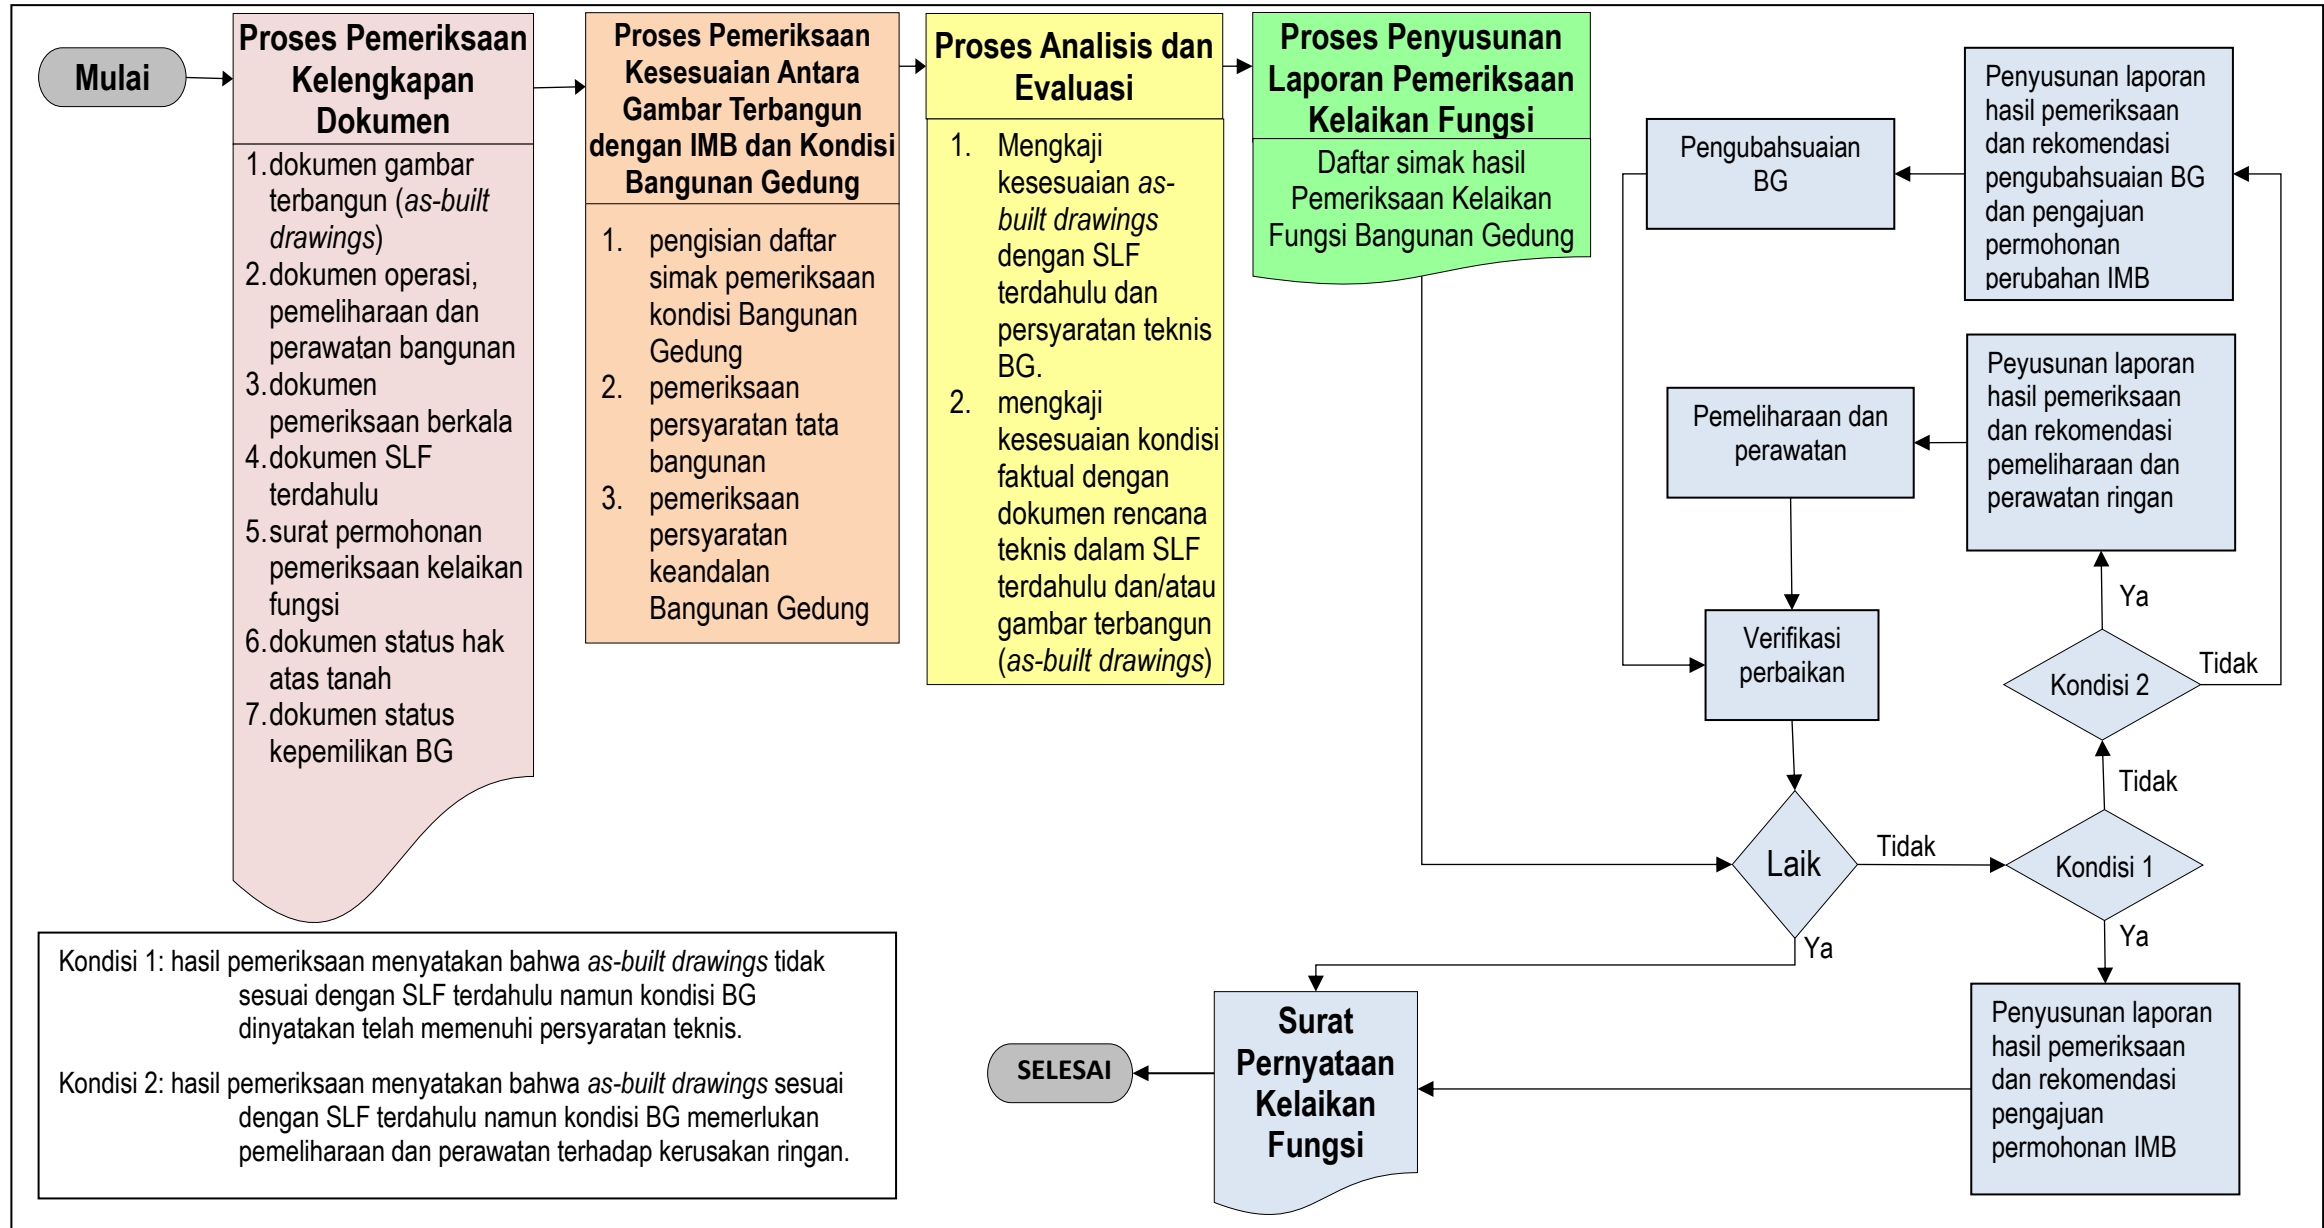 Mulai
Proses Pemeriksaan
Kelengkapan
Dokumen
1. dokumen gambar
terbangun (as-built
drawings)
2. dokumen operasi,
pemeliharaan dan
perawatan bangunan
3. dokumen
pemeriksaan berkala
4. dokumen SLF
terdahulu
5. surat permohonan
pemeriksaan kelaikan
fungsi
6. dokumen status hak
atas tanah
7. dokumen status
kepemilikan BG
Proses Pemeriksaan
Kesesuaian Antara
Gambar Terbangun
dengan IMB dan Kondisi
Bangunan Gedung
1. pengisian daftar
simak pemeriksaan
kondisi Bangunan
Gedung
2. pemeriksaan
persyaratan tata
bangunan
3. pemeriksaan
persyaratan
keandalan
Bangunan Gedung
Proses Analisis dan
Evaluasi
1. Mengkaji
kesesuaian as-
built drawings
dengan SLF
terdahulu dan
persyaratan teknis
BG.
2. mengkaji
kesesuaian kondisi
faktual dengan
dokumen rencana
teknis dalam SLF
terdahulu dan/atau
gambar terbangun
(as-built drawings)
Proses Penyusunan
Laporan Pemeriksaan
Kelaikan Fungsi
Daftar simak hasil
Pemeriksaan Kelaikan
Fungsi Bangunan Gedung
Pengubahsuaian
BG
Penyusunan laporan
hasil pemeriksaan
dan rekomendasi
pengubahsuaian BG
dan pengajuan
permohonan
perubahan IMB
Pemeliharaan dan
perawatan
Peyusunan laporan
hasil pemeriksaan
dan rekomendasi
pemeliharaan dan
perawatan ringan
Ya
Verifikasi
perbaikan
Kondisi 2
Tidak
Tidak
Laik
Tidak
Kondisi 1
Ya
Ya
Penyusunan laporan
hasil pemeriksaan
dan rekomendasi
pengajuan
permohonan IMB
Surat
Pernyataan
Kelaikan
Fungsi
SELESAI
Kondisi 1: hasil pemeriksaan menyatakan bahwa as-built drawings tidak
sesuai dengan SLF terdahulu namun kondisi BG
dinyatakan telah memenuhi persyaratan teknis.
Kondisi 2: hasil pemeriksaan menyatakan bahwa as-built drawings sesuai
dengan SLF terdahulu namun kondisi BG memerlukan
pemeliharaan dan perawatan terhadap kerusakan ringan.